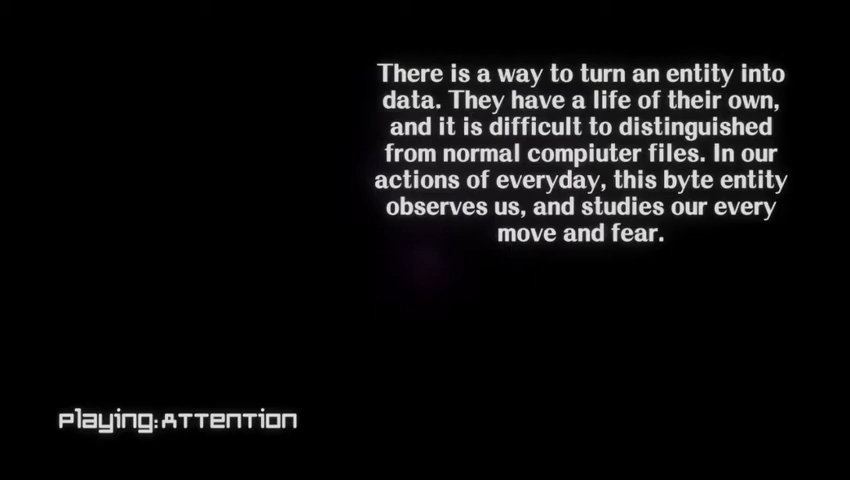 There is a way to turn an entity into
data. They have a life of their own,
and it is difficult to distinguished
from normal compiuter files. In our
actions of everyday, this byte entity
observes us, and studies our every
move and fear.
Playing:Attention